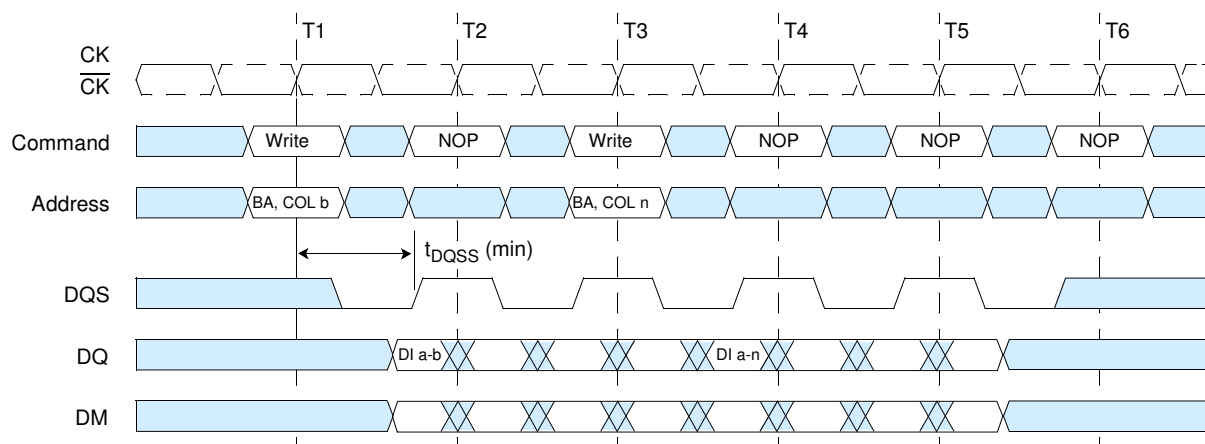 T1 T2 T3 T4 T5 T6
CK
CK
Command Write NOP Write NOP NOP NOP
Address BA, COL b BA, COL n
tDQSS (min)
DQS
DQ DI a-b DI a-n
DM